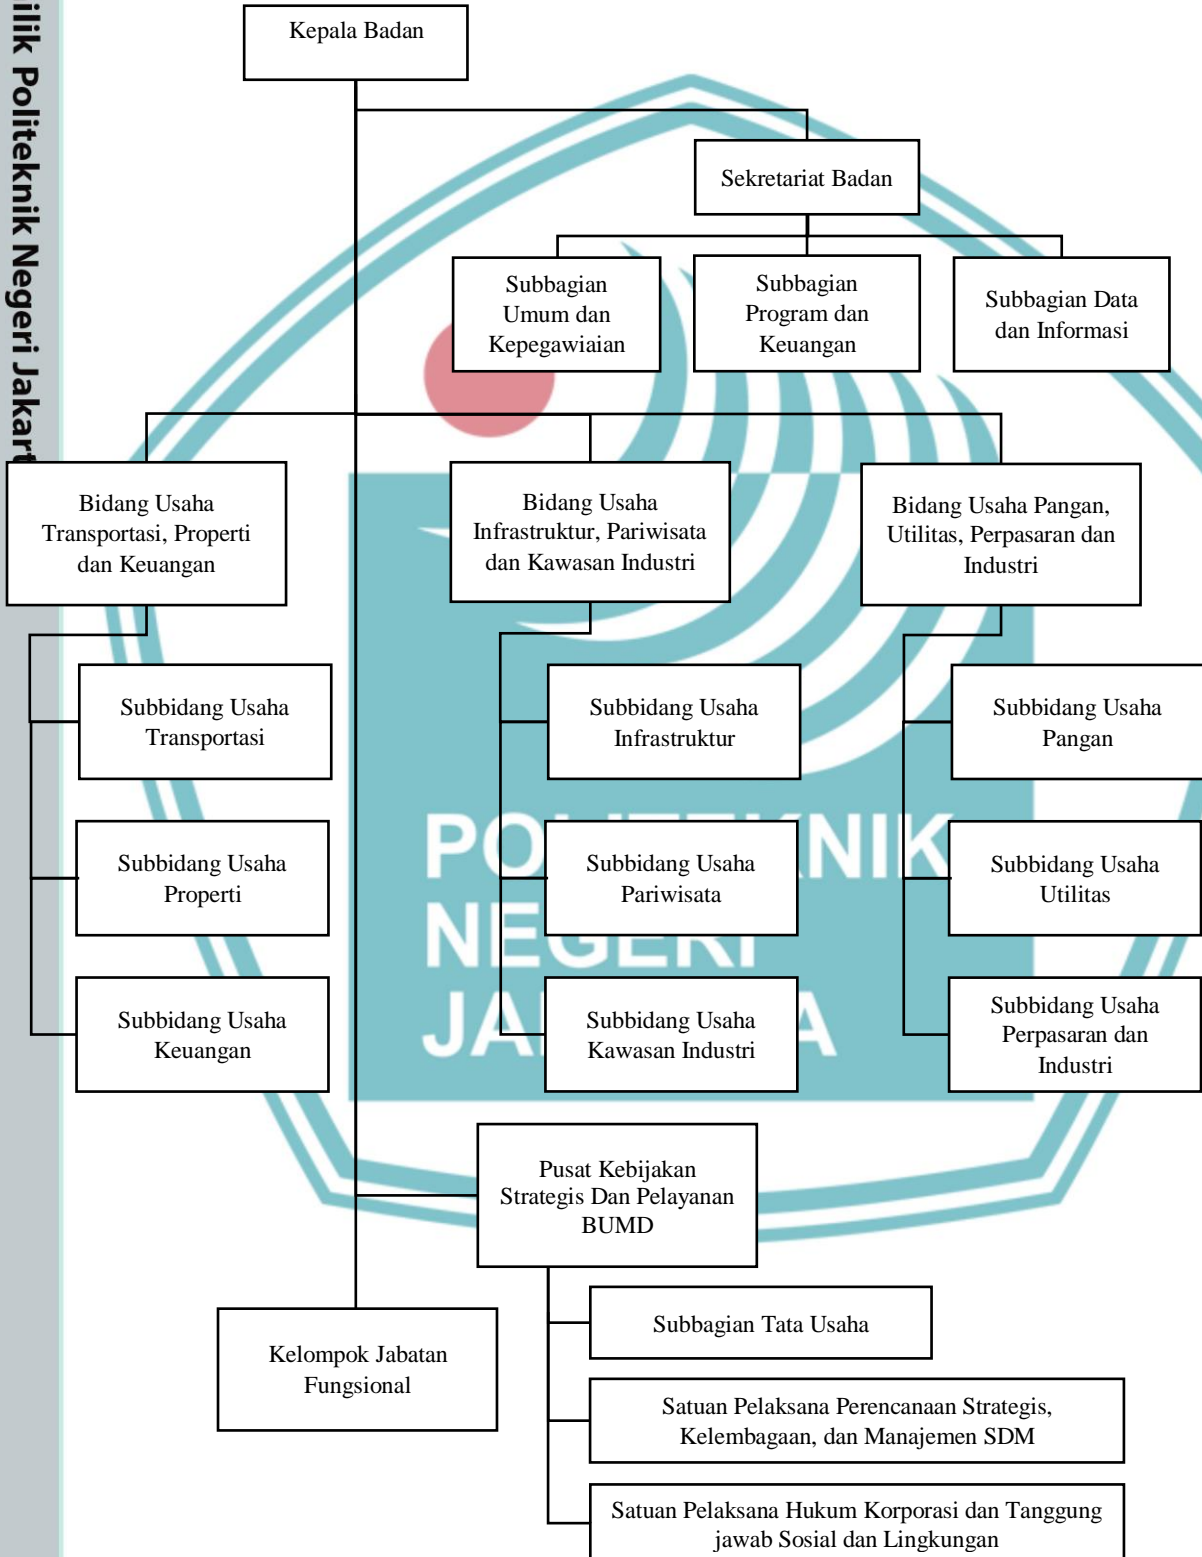 Kepala Badan
Sekretariat Badan
Subbagian
Umum dan
Kepegawiaian
Subbagian
Program dan
Keuangan
Subbagian Data
dan Informasi
Bidang Usaha
Transportasi, Properti
dan Keuangan
Bidang Usaha
Infrastruktur, Pariwisata
dan Kawasan Industri
Bidang Usaha Pangan,
Utilitas, Perpasaran dan
Industri
Subbidang Usaha
Transportasi
Subbidang Usaha
Infrastruktur
Subbidang Usaha
Pangan
Subbidang Usaha
Properti
Subbidang Usaha
Pariwisata
Subbidang Usaha
Utilitas
Subbidang Usaha
Keuangan
Subbidang Usaha
Kawasan Industri
Subbidang Usaha
Perpasaran dan
Industri
Pusat Kebijakan
Strategis Dan Pelayanan
BUMD
Kelompok Jabatan
Fungsional
Subbagian Tata Usaha
Satuan Pelaksana Perencanaan Strategis,
Kelembagaan, dan Manajemen SDM
Satuan Pelaksana Hukum Korporasi dan Tanggung
jawab Sosial dan Lingkungan
Politeknik Negeri
NEGERI